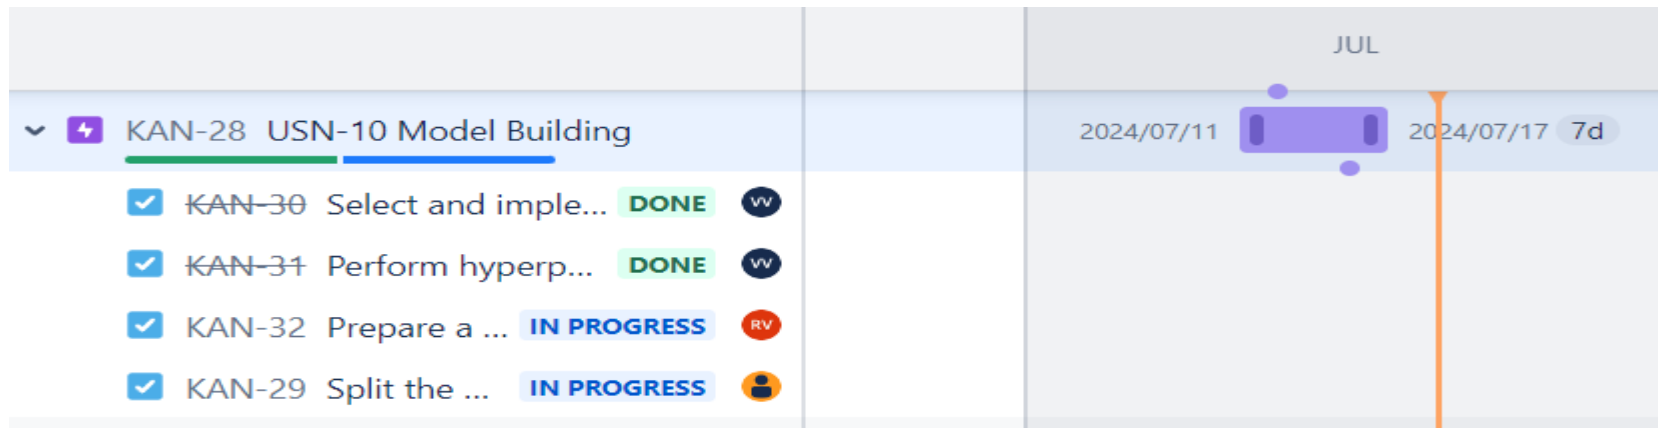 JUL
KAN-28 USN-10 Model Building 2024/07/11 2024/07/17 7d
KAN-30 Select and imple... DONE VV
KAN-31 Perform hyperp... DONE VV
KAN-32 Prepare a ... IN PROGRESS RV
KAN-29 Split the ... IN PROGRESS